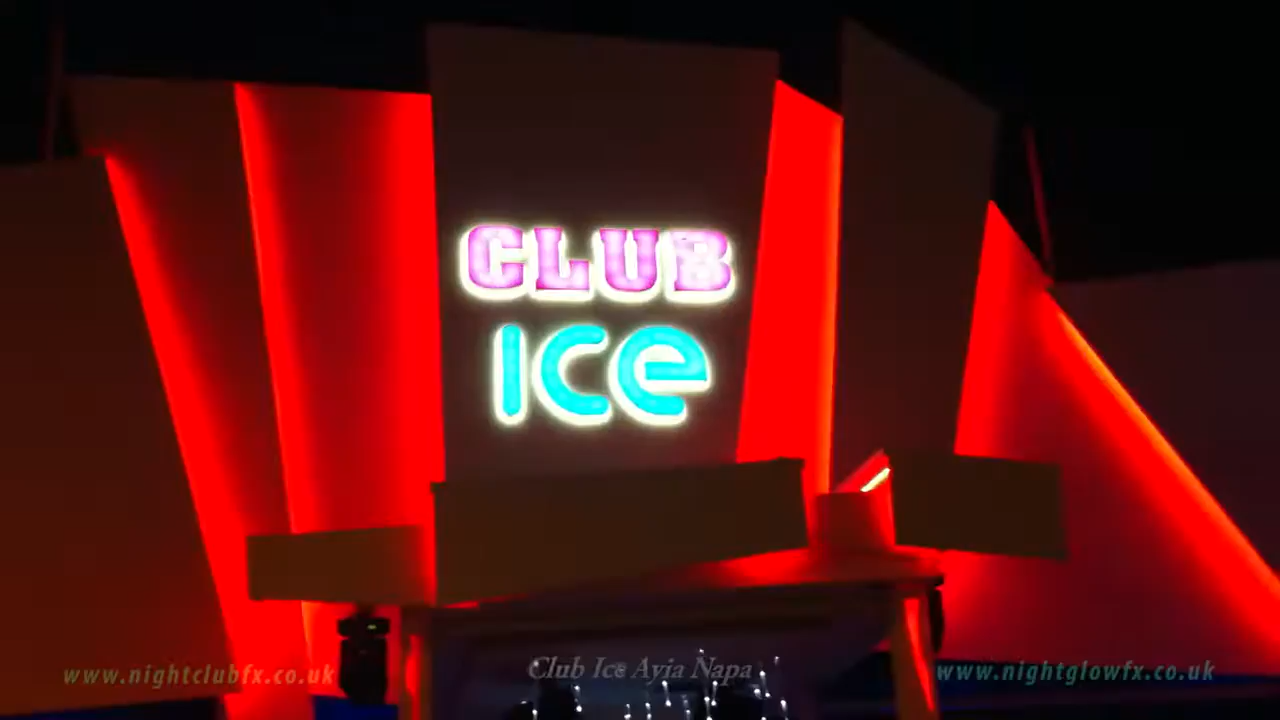 CLUB
ICE
www.nightclubfx.co.uk
Club Ice Ayia Napa
www.nightglowfx.co.uk